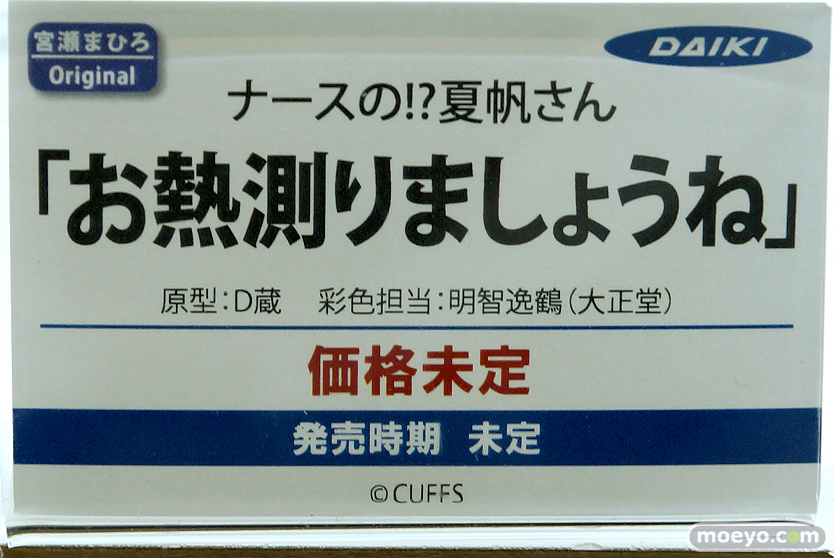 宮瀬まひろ
Original
DAIKI
ナースの!?夏帆さん
「お熱測りましょうね」
原型：D蔵　彩色担当：明智逸鶴（大正堂）
価格未定
発売時期　未定
©CUFFS
moeyo.com